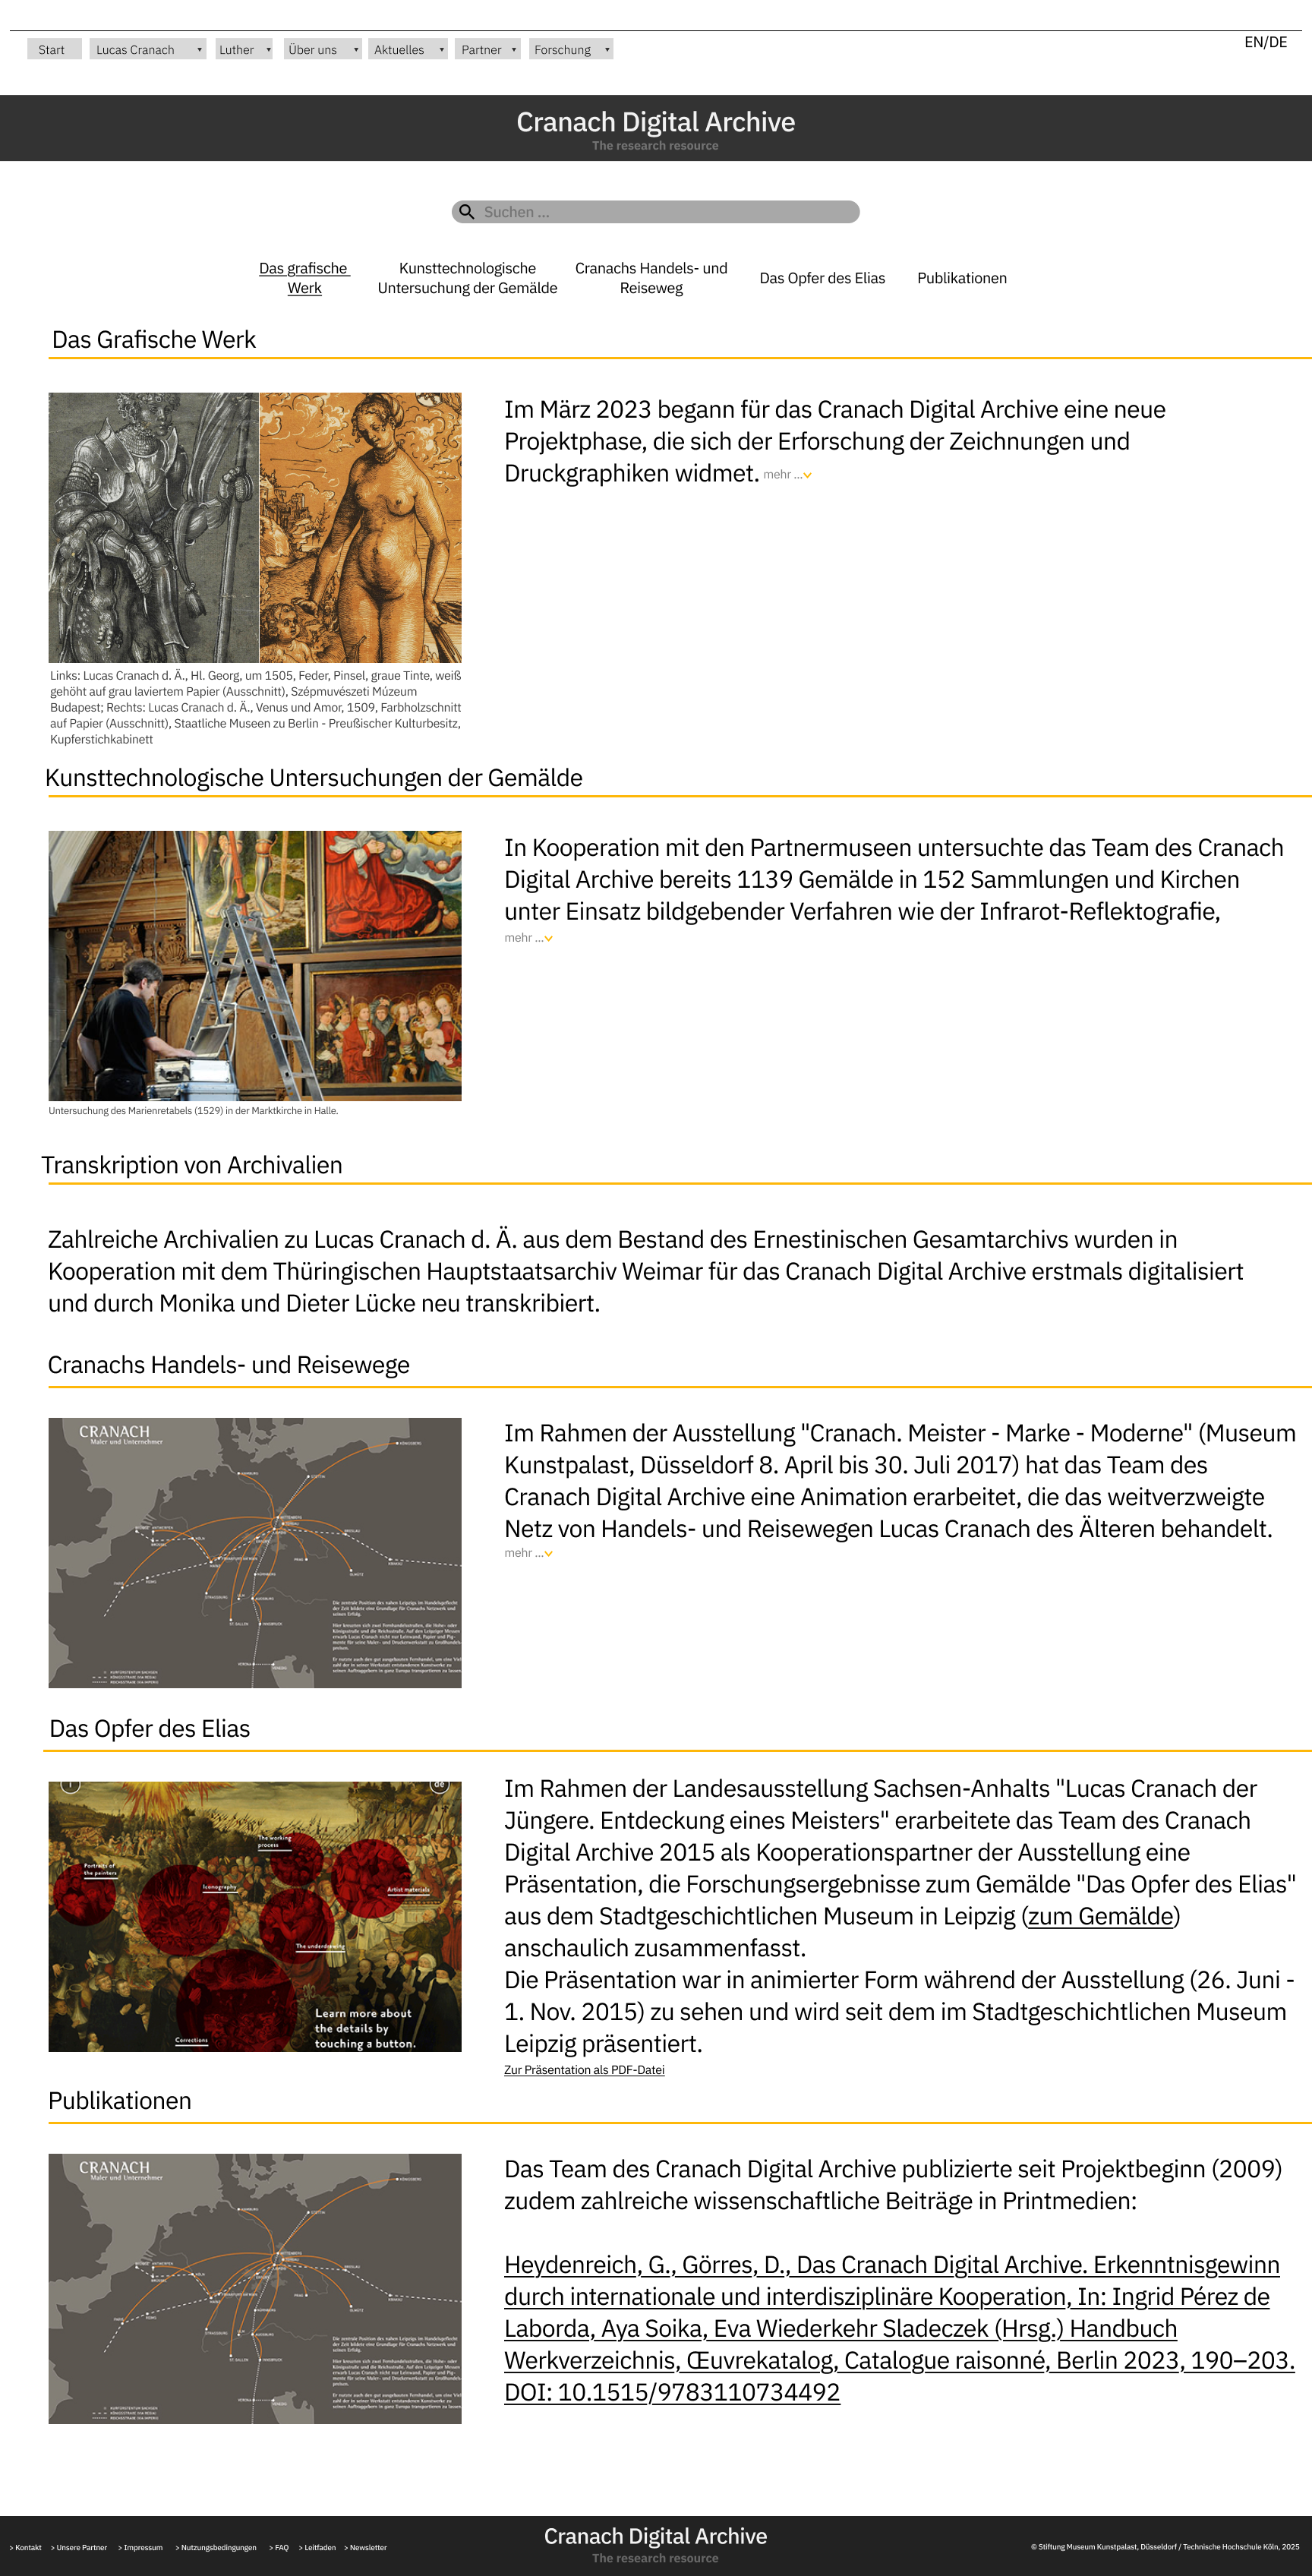 Start
Lucas Cranach
Luther
Über uns
Aktuelles
Partner
Forschung
EN/DE
Cranach Digital Archive
The research resource
Suchen ...
Das grafische
Werk
Kunsttechnologische
Untersuchung der Gemälde
Cranachs Handels- und
Reiseweg
Das Opfer des Elias
Publikationen
Das Grafische Werk
Im März 2023 begann für das Cranach Digital Archive eine neue
Projektphase, die sich der Erforschung der Zeichnungen und
Druckgraphiken widmet. mehr ...
Links: Lucas Cranach d. Ä., Hl. Georg, um 1505, Feder, Pinsel, graue Tinte, weiß
gehöht auf grau laviertem Papier (Ausschnitt), Szépmuvészeti Múzeum
Budapest; Rechts: Lucas Cranach d. Ä., Venus und Amor, 1509, Farbholzschnitt
auf Papier (Ausschnitt), Staatliche Museen zu Berlin - Preußischer Kulturbesitz,
Kupferstichkabinett
Kunsttechnologische Untersuchungen der Gemälde
In Kooperation mit den Partnermuseen untersuchte das Team des Cranach
Digital Archive bereits 1139 Gemälde in 152 Sammlungen und Kirchen
unter Einsatz bildgebender Verfahren wie der Infrarot-Reflektografie,
mehr ...
Untersuchung des Marienretabels (1529) in der Marktkirche in Halle.
Transkription von Archivalien
Zahlreiche Archivalien zu Lucas Cranach d. Ä. aus dem Bestand des Ernestinischen Gesamtarchivs wurden in
Kooperation mit dem Thüringischen Hauptstaatsarchiv Weimar für das Cranach Digital Archive erstmals digitalisiert
und durch Monika und Dieter Lücke neu transkribiert.
Cranachs Handels- und Reisewege
CRANACH
Maler und Unternehmer
Im Rahmen der Ausstellung "Cranach. Meister - Marke - Moderne" (Museum
Kunstpalast, Düsseldorf 8. April bis 30. Juli 2017) hat das Team des
Cranach Digital Archive eine Animation erarbeitet, die das weitverzweigte
Netz von Handels- und Reisewegen Lucas Cranach des Älteren behandelt.
mehr ...
Das Opfer des Elias
i
de
The working
process
Portraits of
the painters
Iconography
Artist materials
The underdrawing
Corrections
Learn more about
the details by
touching a button.
Im Rahmen der Landesausstellung Sachsen-Anhalts "Lucas Cranach der
Jüngere. Entdeckung eines Meisters" erarbeitete das Team des Cranach
Digital Archive 2015 als Kooperationspartner der Ausstellung eine
Präsentation, die Forschungsergebnisse zum Gemälde "Das Opfer des Elias"
aus dem Stadtgeschichtlichen Museum in Leipzig (zum Gemälde)
anschaulich zusammenfasst.
Die Präsentation war in animierter Form während der Ausstellung (26. Juni -
1. Nov. 2015) zu sehen und wird seit dem im Stadtgeschichtlichen Museum
Leipzig präsentiert.
Zur Präsentation als PDF-Datei
Publikationen
CRANACH
Maler und Unternehmer
Das Team des Cranach Digital Archive publizierte seit Projektbeginn (2009)
zudem zahlreiche wissenschaftliche Beiträge in Printmedien:
Heydenreich, G., Görres, D., Das Cranach Digital Archive. Erkenntnisgewinn
durch internationale und interdisziplinäre Kooperation, In: Ingrid Pérez de
Laborda, Aya Soika, Eva Wiederkehr Sladeczek (Hrsg.) Handbuch
Werkverzeichnis, Œuvrekatalog, Catalogue raisonné, Berlin 2023, 190–203.
DOI: 10.1515/9783110734492
> Kontakt
> Unsere Partner
> Impressum
> Nutzungsbedingungen
> FAQ
> Leitfaden
> Newsletter
Cranach Digital Archive
The research resource
© Stiftung Museum Kunstpalast, Düsseldorf / Technische Hochschule Köln, 2025